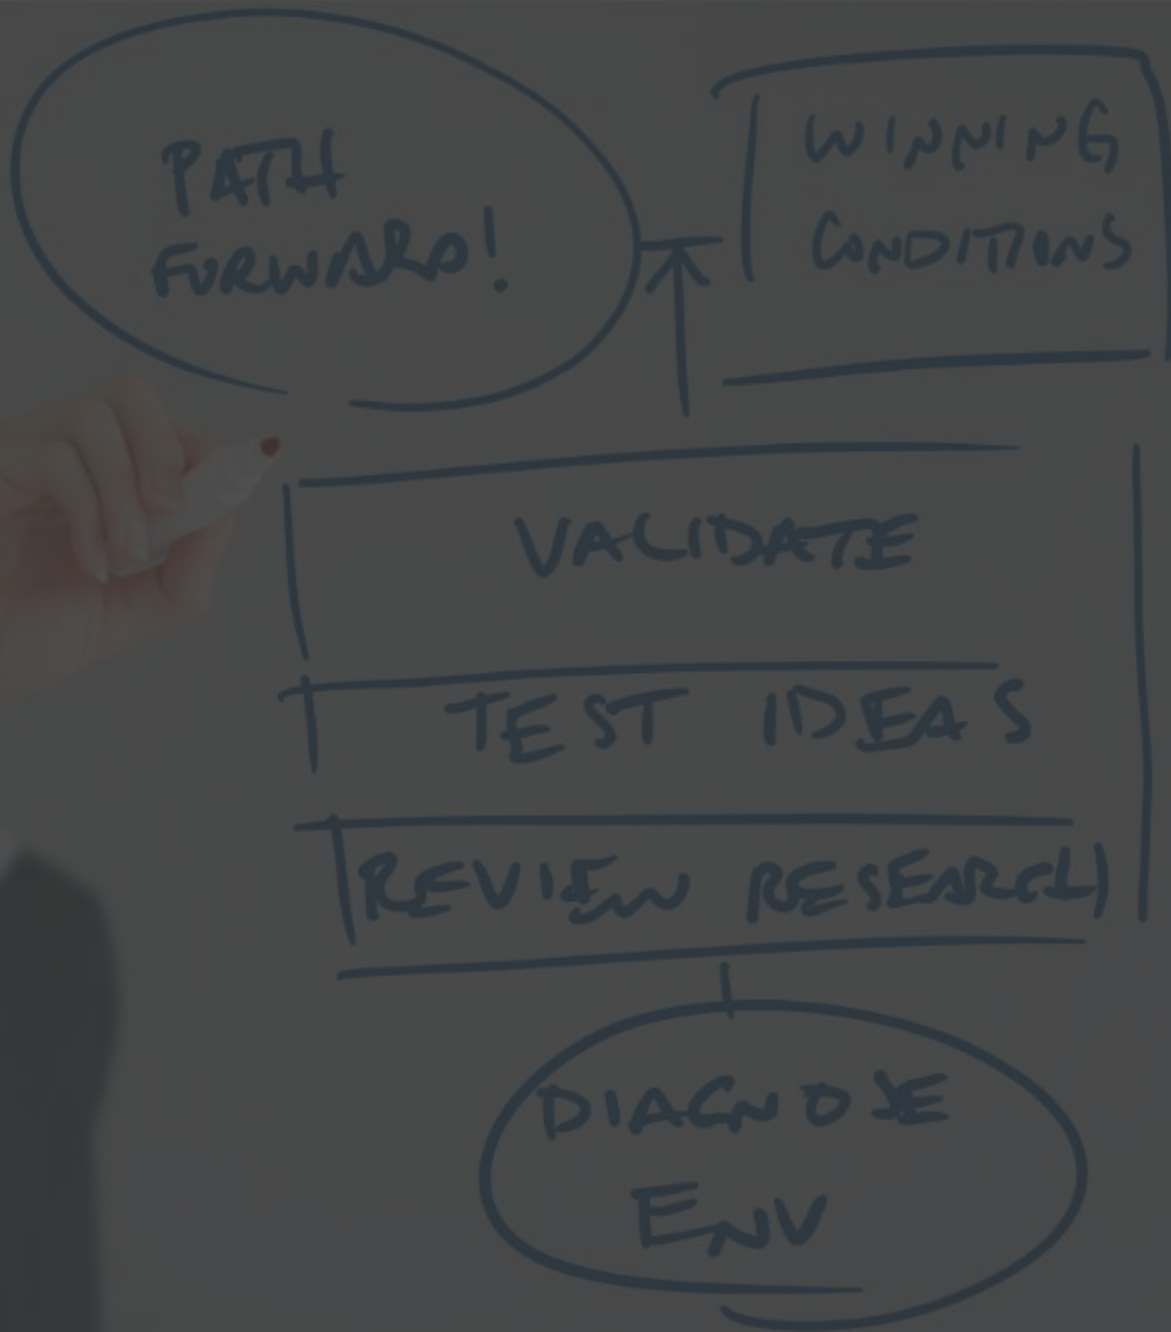 PATH
FORWARD!
WINNING
CONDITIONS
VALIDATE
TEST IDEAS
REVIEW RESEARCH
DIAGNOSE
ENV